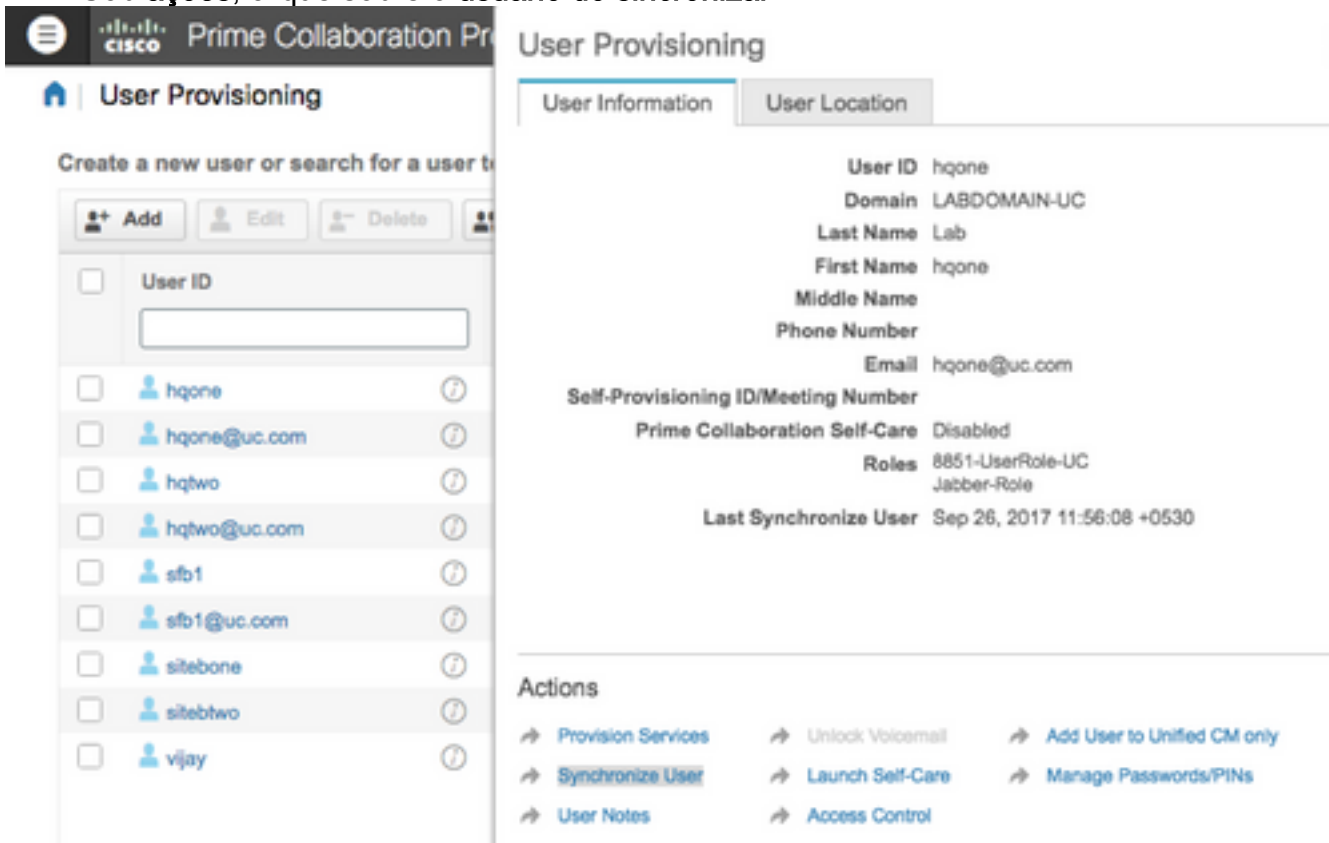 cisco Prime Collaboration Pr
User Provisioning
Create a new user or search for a user t
Add Edit Delete
User ID
hqone
hqone@uc.com
hqtwo
hqtwo@uc.com
sfb1
sfb1@uc.com
sitebone
sitebtwo
vijay
User Provisioning
User Information User Location
User ID hqone
Domain LABDOMAIN-UC
Last Name Lab
First Name hqone
Middle Name
Phone Number
Email hqone@uc.com
Self-Provisioning ID/Meeting Number
Prime Collaboration Self-Care Disabled
Roles 8851-UserRole-UC
Jabber-Role
Last Synchronize User Sep 26, 2017 11:56:08 +0530
Actions
Provision Services Unlock Voicemail Add User to Unified CM only
Synchronize User Launch Self-Care Manage Passwords/PINs
User Notes Access Control